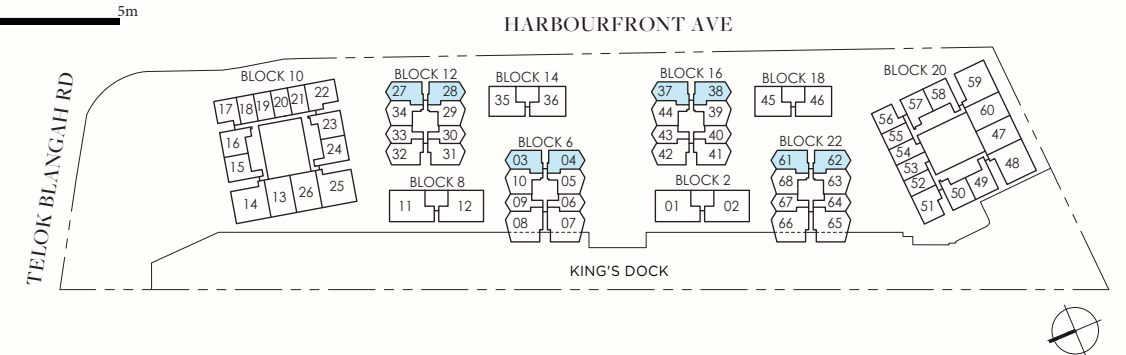 5m
HARBOURFRONT AVE
TELOK BLANGAH RD
BLOCK 10
17 18 19 20 21 22
16 23
15 24
14 13 26 25
BLOCK 12
27 28
34 29
33 30
32 31
BLOCK 14
35 36
BLOCK 16
37 38
44 39
43 40
42 41
BLOCK 18
45 46
BLOCK 20
59
58
57
56 60
55 47
54
53
52 48
51 50 49
BLOCK 8
11 12
BLOCK 6
03 04
10 05
09 06
08 07
BLOCK 2
01 02
BLOCK 22
61 62
68 63
67 64
66 65
KING'S DOCK